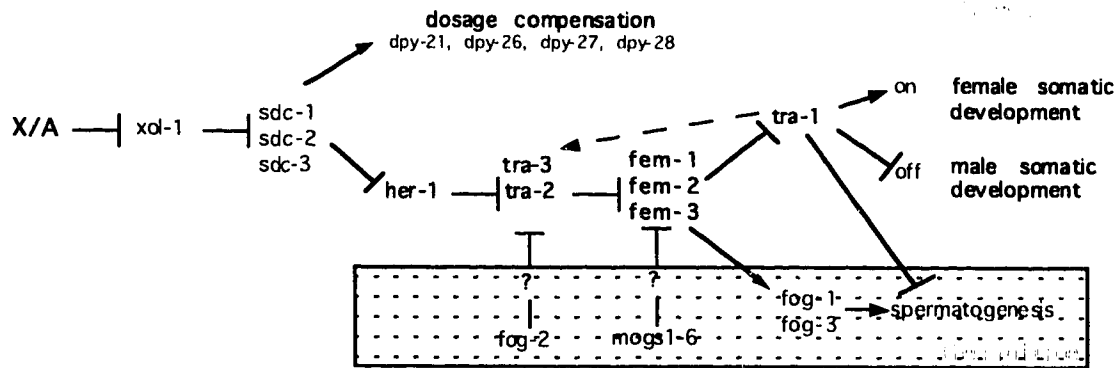 dosage compensation
dpy-21, dpy-26, dpy-27, dpy-28
X/A
xol-1
sdc-1
sdc-2
sdc-3
her-1
tra-3
tra-2
fem-1
fem-2
fem-3
tra-1
on
female somatic
development
off
male somatic
development
?
?
fog-2
mogs1-6
fog-1
fog-3
spermatogenesis